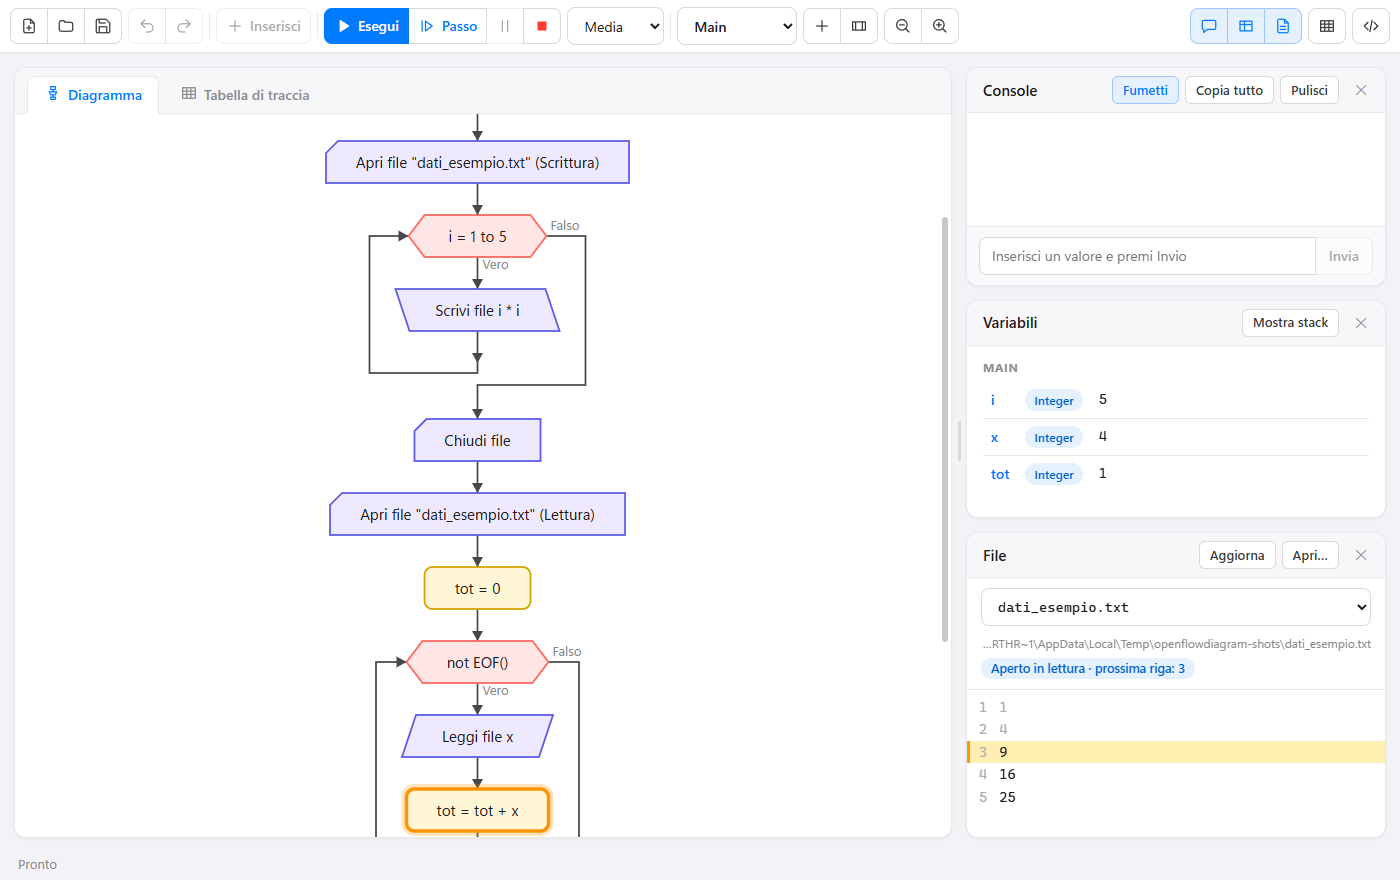 Inserisci
Esegui
Passo
Media
Main
Diagramma
Tabella di traccia
Apri file "dati_esempio.txt" (Scrittura)
i = 1 to 5
Falso
Vero
Scrivi file i * i
Chiudi file
Apri file "dati_esempio.txt" (Lettura)
tot = 0
not EOF()
Falso
Vero
Leggi file x
tot = tot + x
Console
Fumetti
Copia tutto
Pulisci
Inserisci un valore e premi Invio
Invia
Variabili
Mostra stack
MAIN
i Integer 5
x Integer 4
tot Integer 1
File
Aggiorna
Apri...
dati_esempio.txt
...RTHR~1\AppData\Local\Temp\openflowdiagram-shots\dati_esempio.txt
Aperto in lettura · prossima riga: 3
1 1
2 4
3 9
4 16
5 25
Pronto